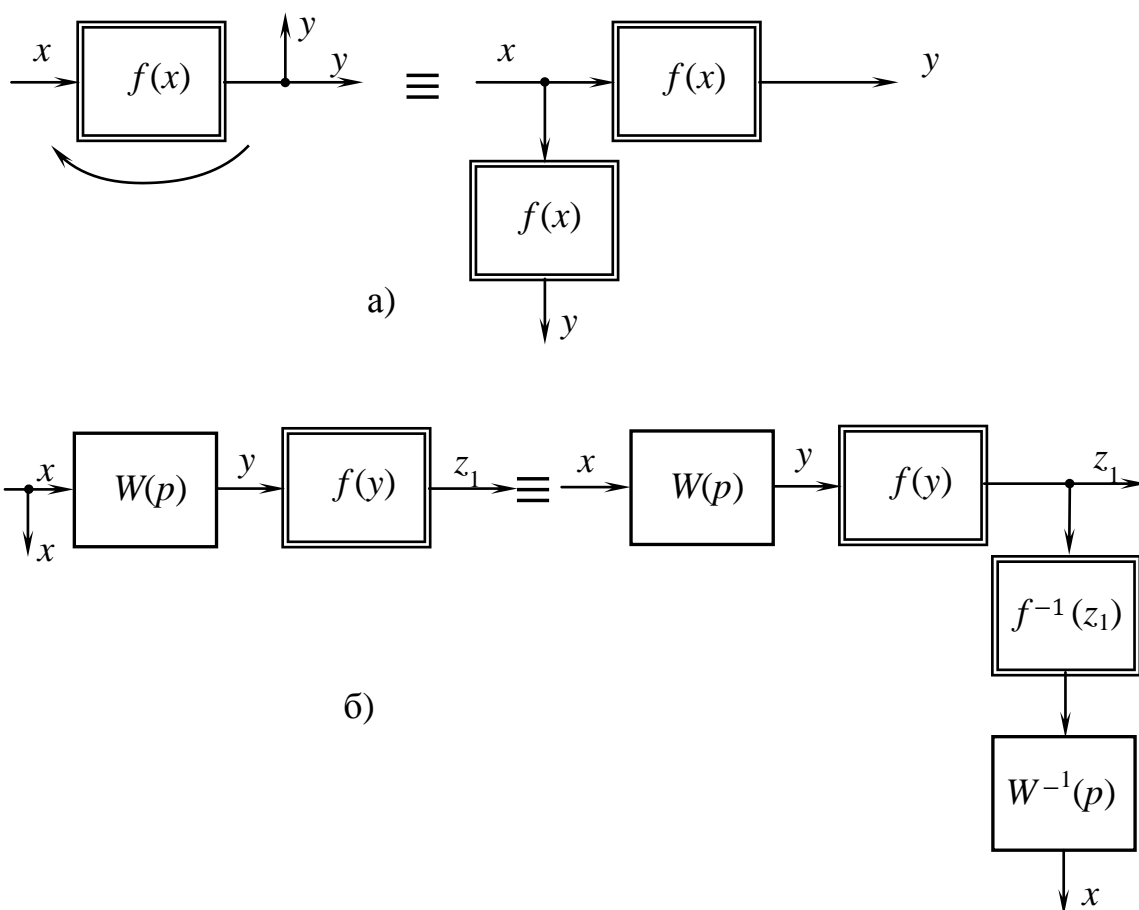 y
x f(x) y ≡ x f(x) y
f(x)
а)
y
x W(p) y f(y) z₁ ≡ x W(p) y f(y) z₁
x
f⁻¹(z₁)
б)
W⁻¹(p)
x